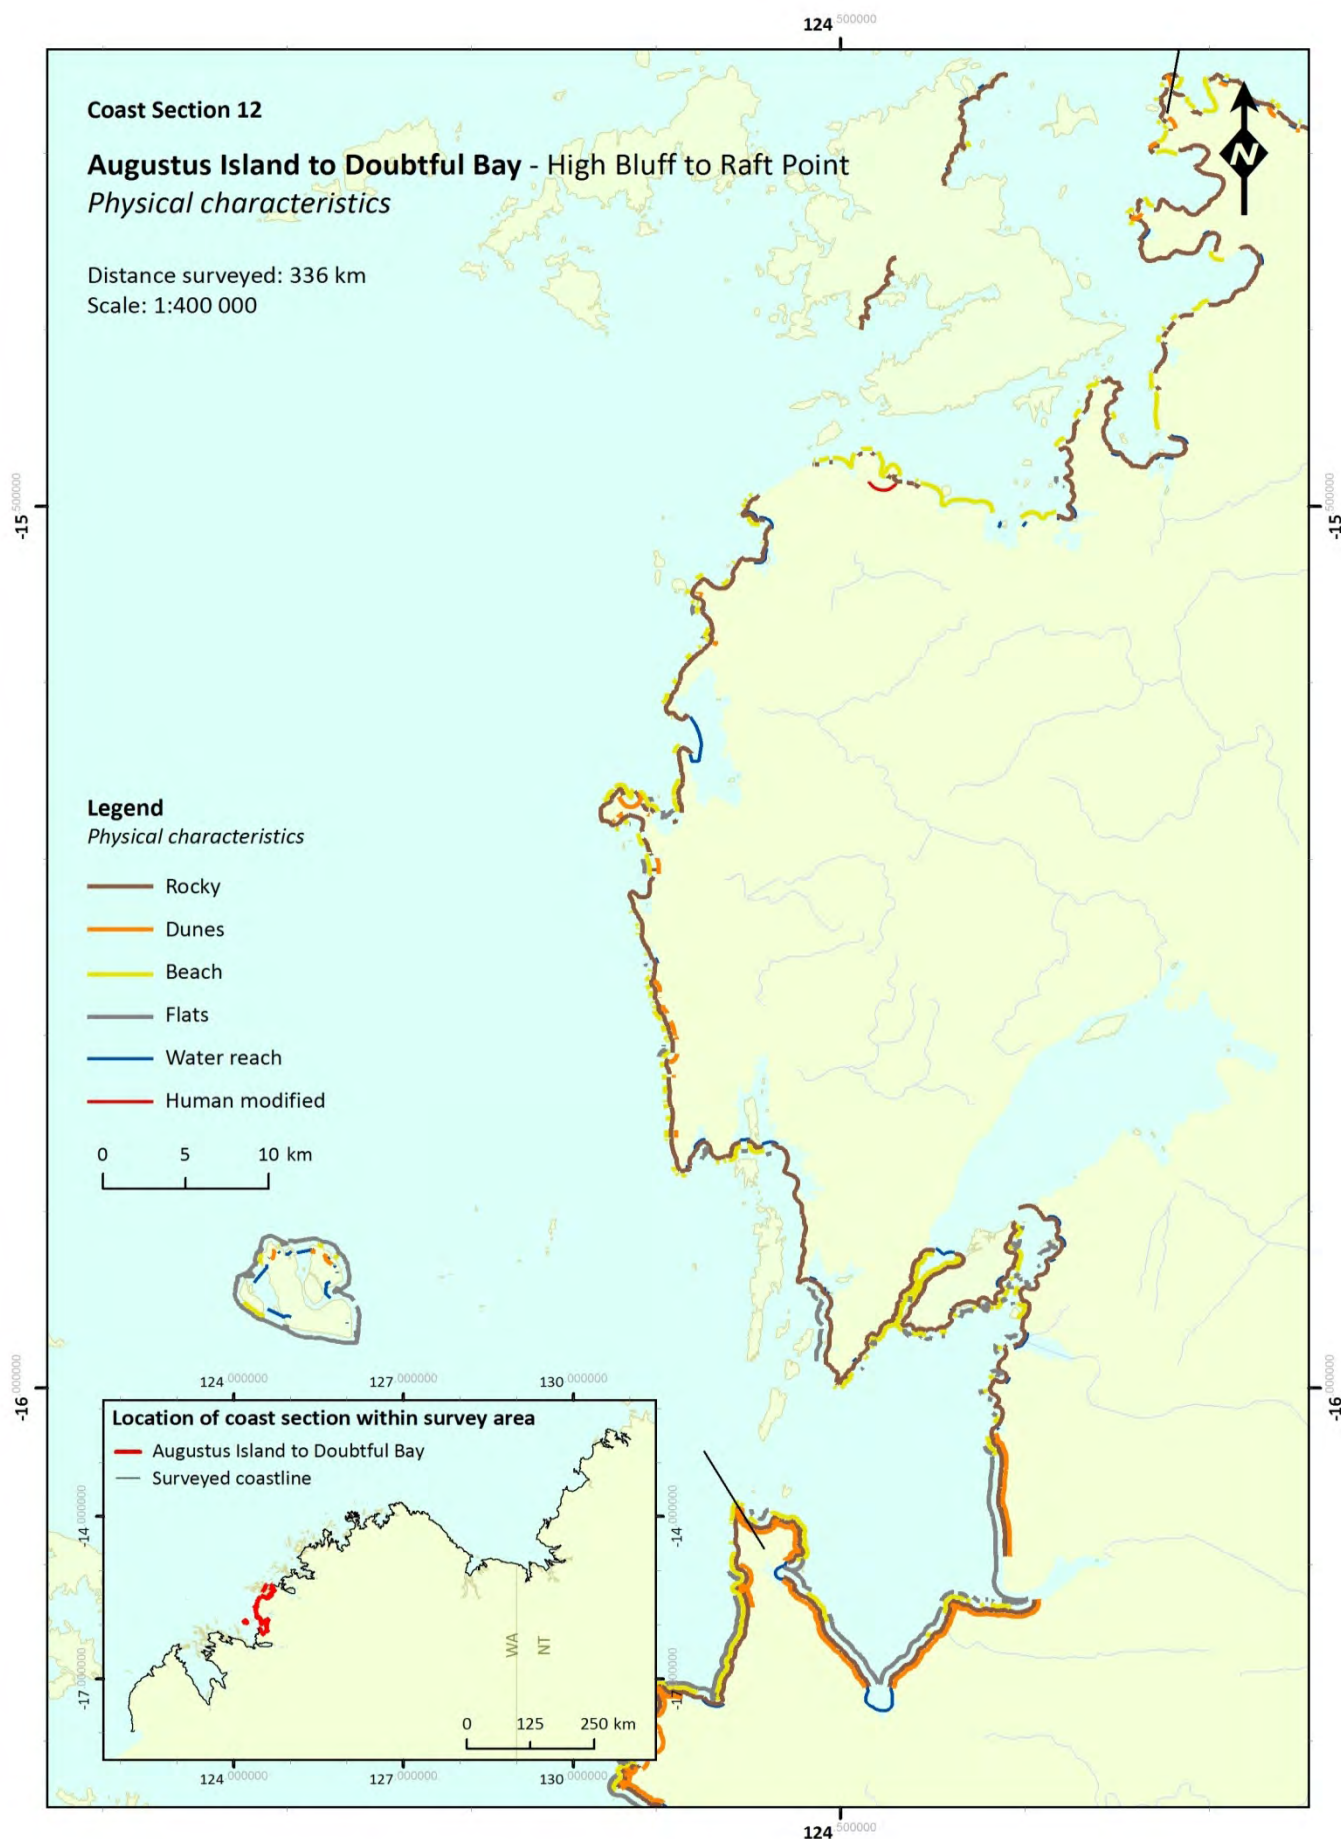 124.500000
Coast Section 12
Augustus Island to Doubtful Bay - High Bluff to Raft Point
Physical characteristics
Distance surveyed: 336 km
Scale: 1:400 000
N
-15.500000
-15.500000
Legend
Physical characteristics
Rocky
Dunes
Beach
Flats
Water reach
Human modified
0 5 10 km
-16.000000
-16.000000
124.000000 127.000000 130.000000
Location of coast section within survey area
Augustus Island to Doubtful Bay
Surveyed coastline
-14.000000
-14.000000
WA
NT
-17.000000
-17.000000
0 125 250 km
124.000000 127.000000 130.000000
124.500000